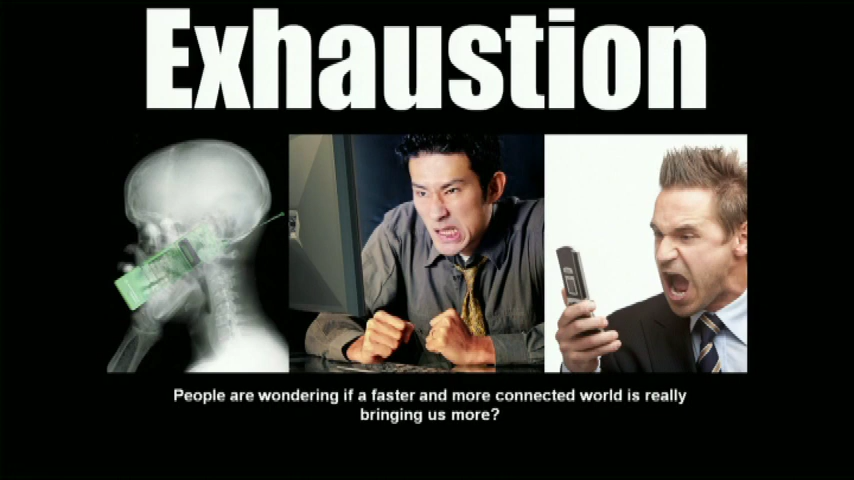 Exhaustion
People are wondering if a faster and more connected world is really
bringing us more?